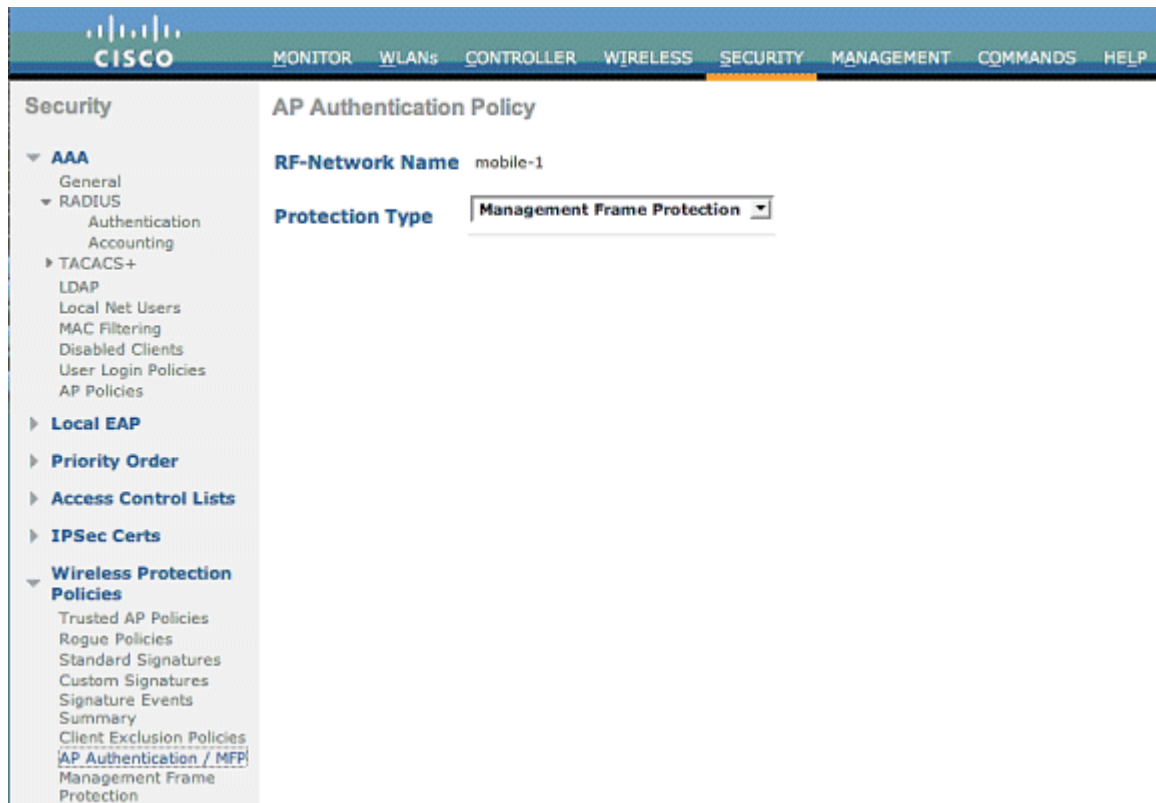 CISCO
MONITOR WLANs CONTROLLER WIRELESS SECURITY MANAGEMENT COMMANDS HELP
Security
AAA
General
RADIUS
Authentication
Accounting
TACACS+
LDAP
Local Net Users
MAC Filtering
Disabled Clients
User Login Policies
AP Policies
Local EAP
Priority Order
Access Control Lists
IPSec Certs
Wireless Protection
Policies
Trusted AP Policies
Rogue Policies
Standard Signatures
Custom Signatures
Signature Events
Summary
Client Exclusion Policies
AP Authentication / MFP
Management Frame
Protection
AP Authentication Policy
RF-Network Name mobile-1
Protection Type Management Frame Protection